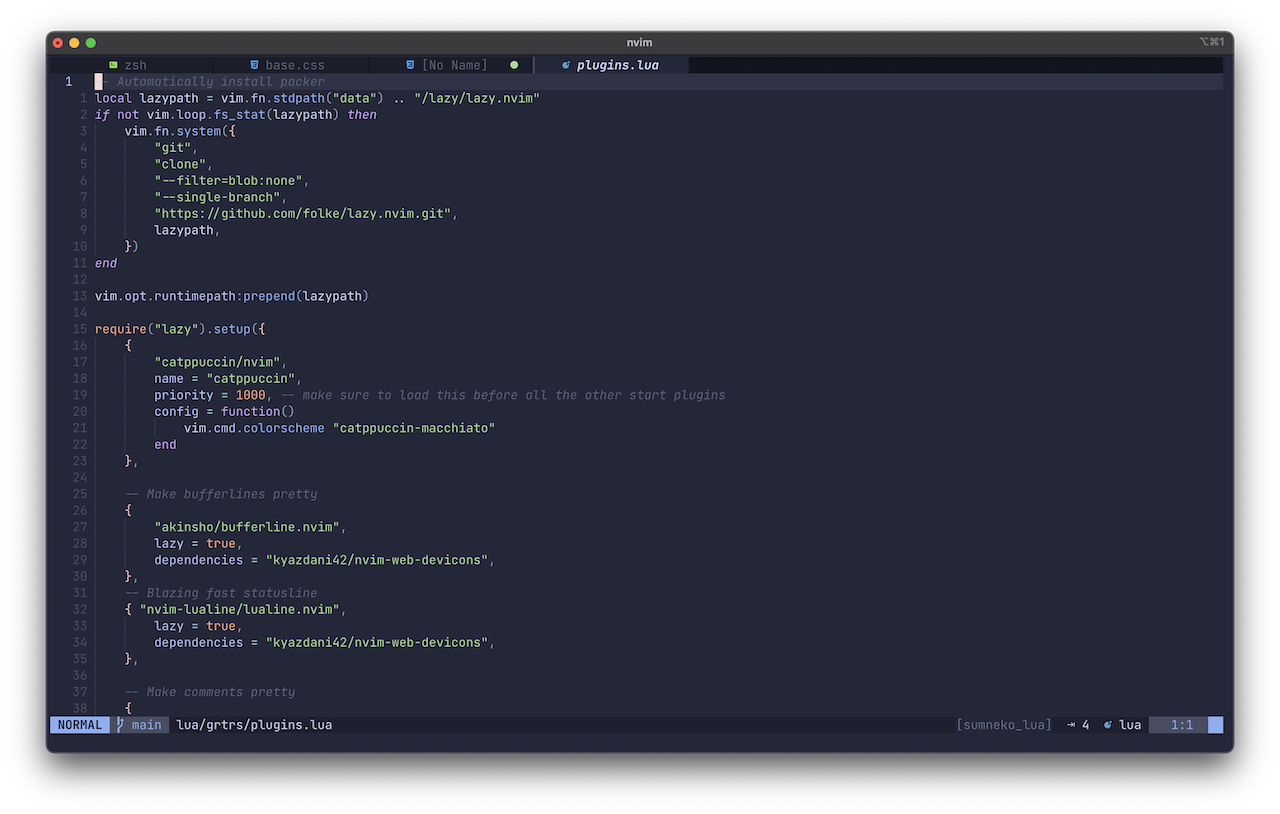 nvim
⌥⌘1
zsh base.css [No Name] ● plugins.lua
1 -- Automatically install packer
1 local lazypath = vim.fn.stdpath("data") .. "/lazy/lazy.nvim"
2 if not vim.loop.fs_stat(lazypath) then
3     vim.fn.system({
4         "git",
5         "clone",
6         "--filter=blob:none",
7         "--single-branch",
8         "https://github.com/folke/lazy.nvim.git",
9         lazypath,
10     })
11 end
12
13 vim.opt.runtimepath:prepend(lazypath)
14
15 require("lazy").setup({
16     {
17         "catppuccin/nvim",
18         name = "catppuccin",
19         priority = 1000, -- make sure to load this before all the other start plugins
20         config = function()
21             vim.cmd.colorscheme "catppuccin-macchiato"
22         end
23     },
24
25     -- Make bufferlines pretty
26     {
27         "akinsho/bufferline.nvim",
28         lazy = true,
29         dependencies = "kyazdani42/nvim-web-devicons",
30     },
31     -- Blazing fast statusline
32     { "nvim-lualine/lualine.nvim",
33         lazy = true,
34         dependencies = "kyazdani42/nvim-web-devicons",
35     },
36
37     -- Make comments pretty
38     {
NORMAL main lua/grtrs/plugins.lua [sumneko_lua] ⇥ 4 lua 1:1